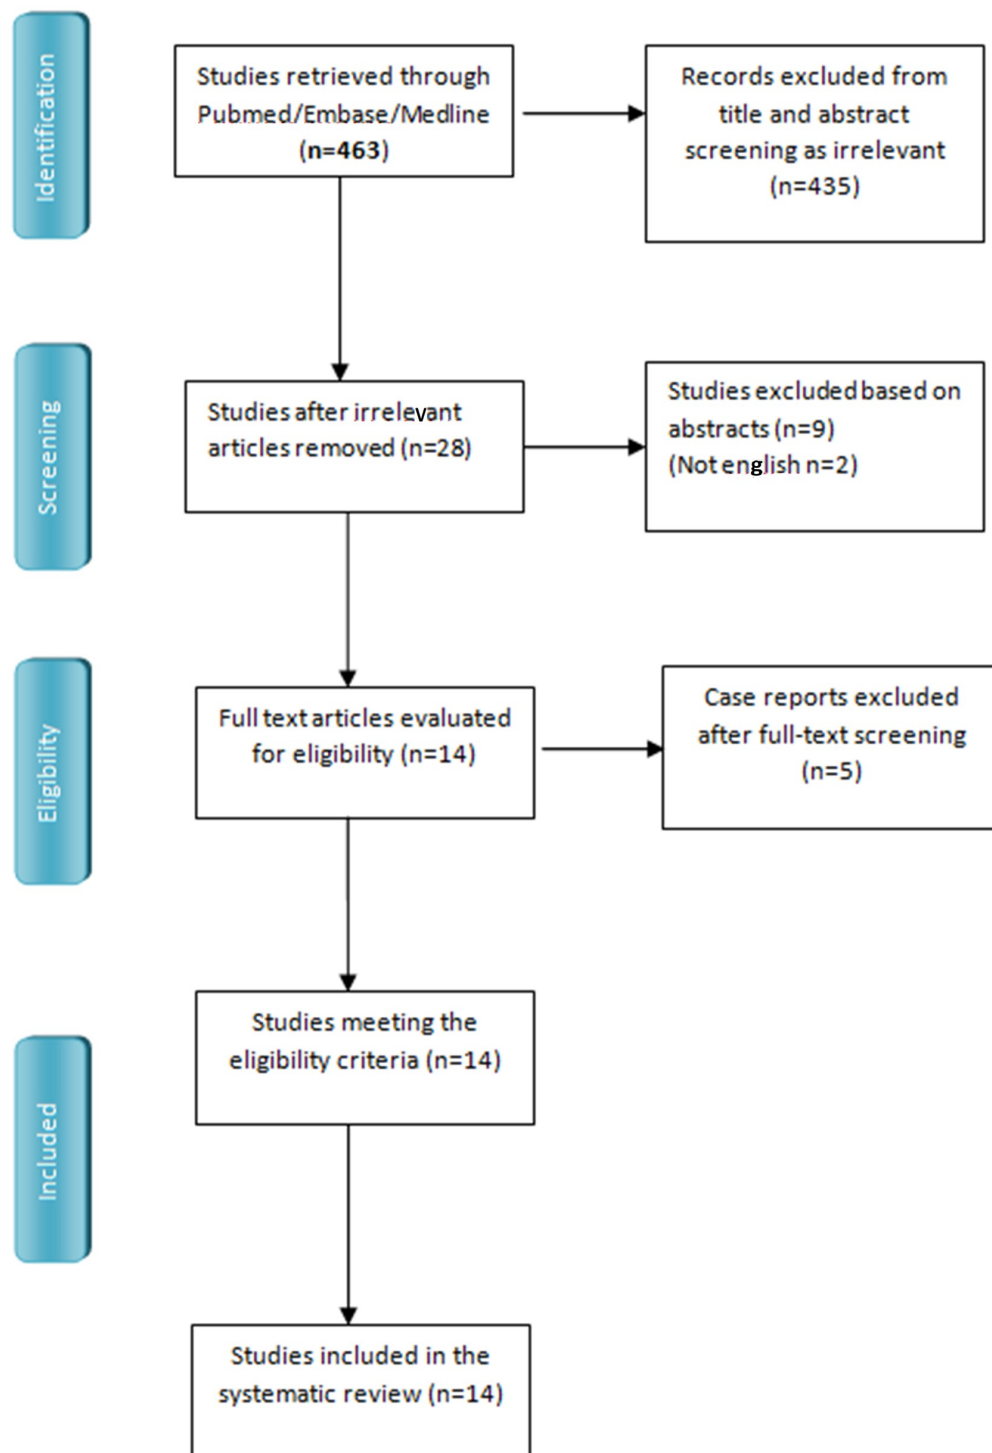 Identification
Studies retrieved through
Pubmed/Embase/Medline
(n=463)
Records excluded from
title and abstract
screening as irrelevant
(n=435)
Screening
Studies after irrelevant
articles removed (n=28)
Studies excluded based on
abstracts (n=9)
(Not english n=2)
Eligibility
Full text articles evaluated
for eligibility (n=14)
Case reports excluded
after full-text screening
(n=5)
Included
Studies meeting the
eligibility criteria (n=14)
Studies included in the
systematic review (n=14)